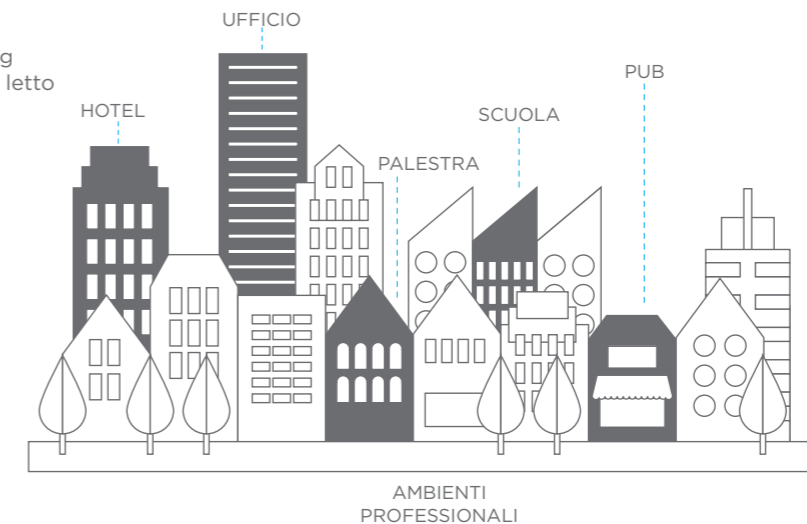 UFFICIO
letto
HOTEL
PUB
SCUOLA
PALESTRA
AMBIENTI
PROFESSIONALI